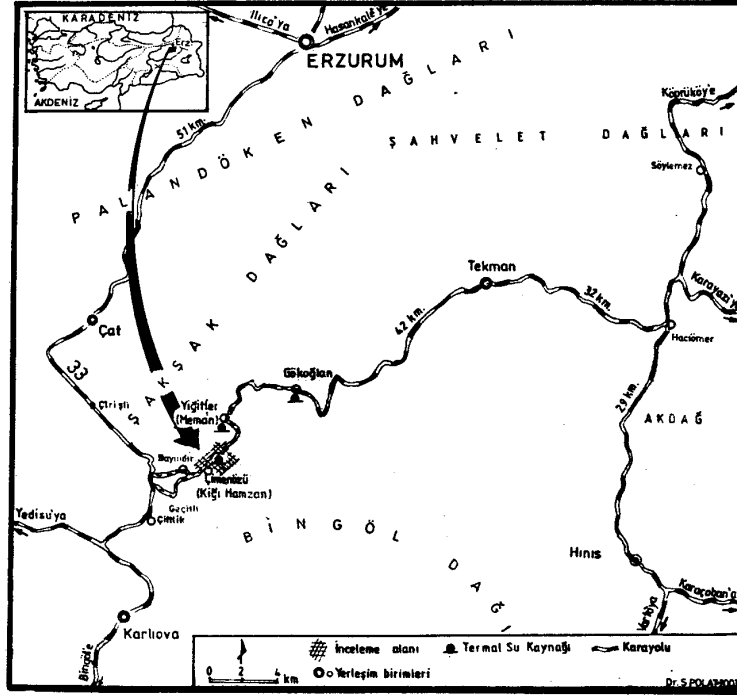 KARADENİZ
Erz.
AKDENİZ
Ilıca'ya
Hasankale'ye
ERZURUM
51 km.
PALANDÖKEN DAĞLARI
ŞAHVELET DAĞLARI
ŞAKŞAK DAĞLARI
Köprüköy'e
Söylemez
Karayazı'ya
Tekman
32 km.
42 km.
Hacıömer
Çat
33
Çirişli
Gökoğlan
29 km.
AKDAĞ
Yiğitler
(Meman)
Bayındır
Çimenözü
(Kiğı Hamzan)
Geçitli
Çiftlik
Yedisu'ya
BİNGÖL DAĞI
Hınıs
Karaçoban'a
Varto'ya
Karlıova
Bingöl'e
İnceleme alanı
Termal Su Kaynağı
Karayolu
0 2 4 km
Yerleşim birimleri